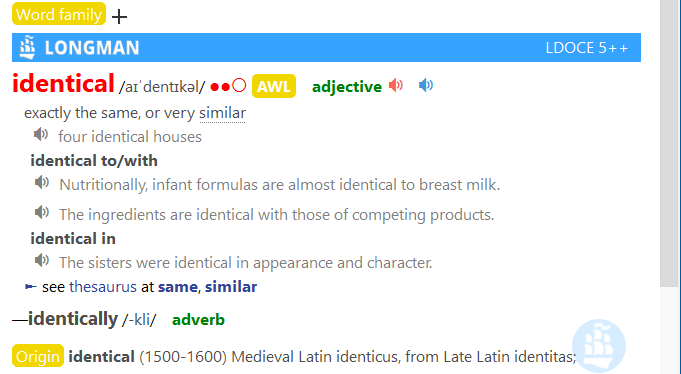 Word family +
LONGMAN LDOCE 5++
identical /aɪˈdentɪkəl/ ●●○ AWL adjective
exactly the same, or very similar
four identical houses
identical to/with
Nutritionally, infant formulas are almost identical to breast milk.
The ingredients are identical with those of competing products.
identical in
The sisters were identical in appearance and character.
► see thesaurus at same, similar
—identically /-kli/ adverb
Origin identical (1500-1600) Medieval Latin identicus, from Late Latin identitas;